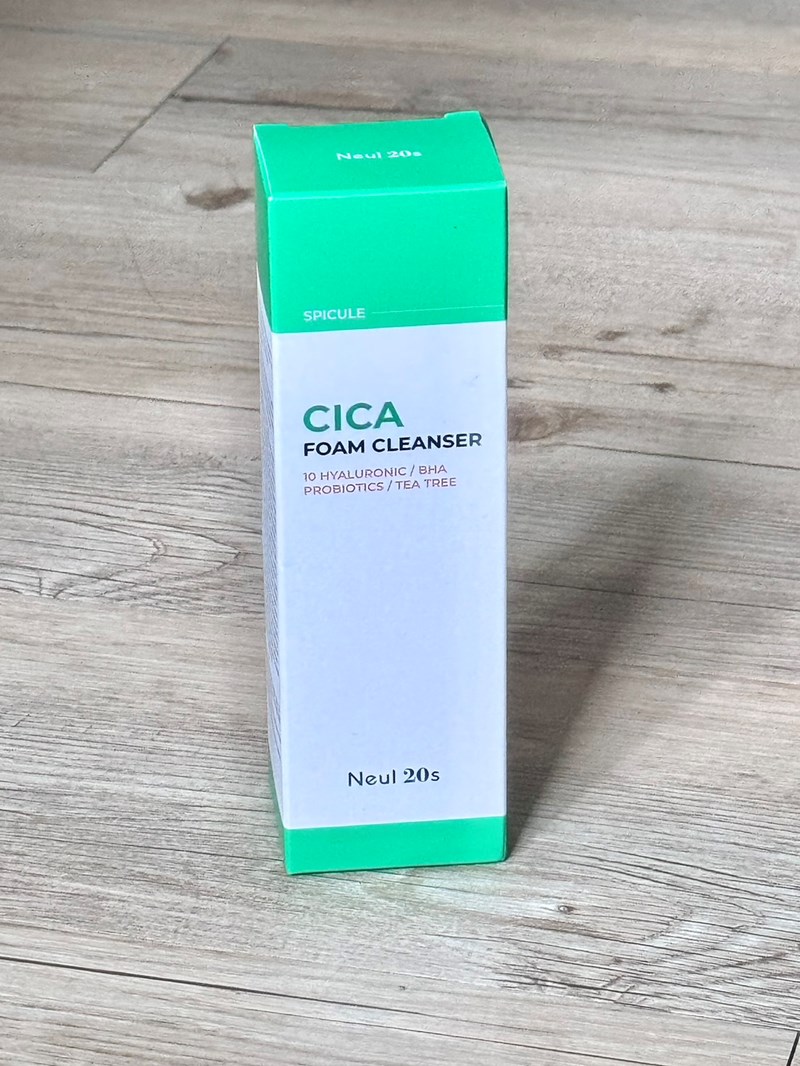 Neul 20s
SPICULE
CICA
FOAM CLEANSER
10 HYALURONIC / BHA
PROBIOTICS / TEA TREE
Neul 20s